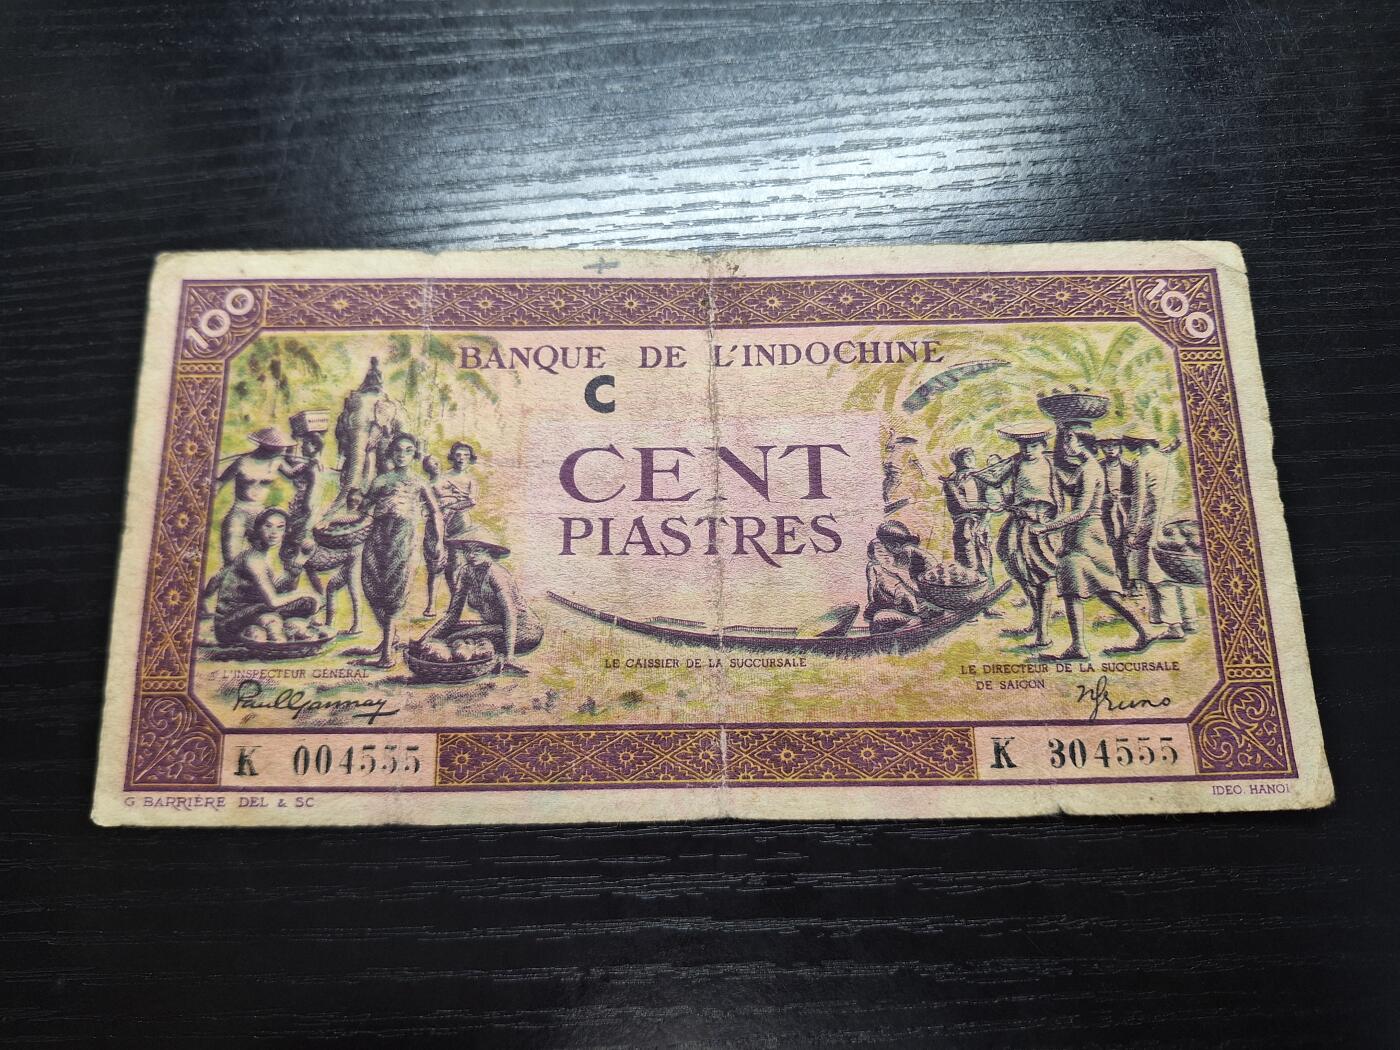 100
100
BANQUE DE L'INDOCHINE
C
CENT
PIASTRES
L'INSPECTEUR GÉNÉRAL
LE CAISSIER DE LA SUCCURSALE
LE DIRECTEUR DE LA SUCCURSALE
DE SAIGON
K 004555
K 304555
G BARRIÈRE DEL & SC
IDEO. HANOI